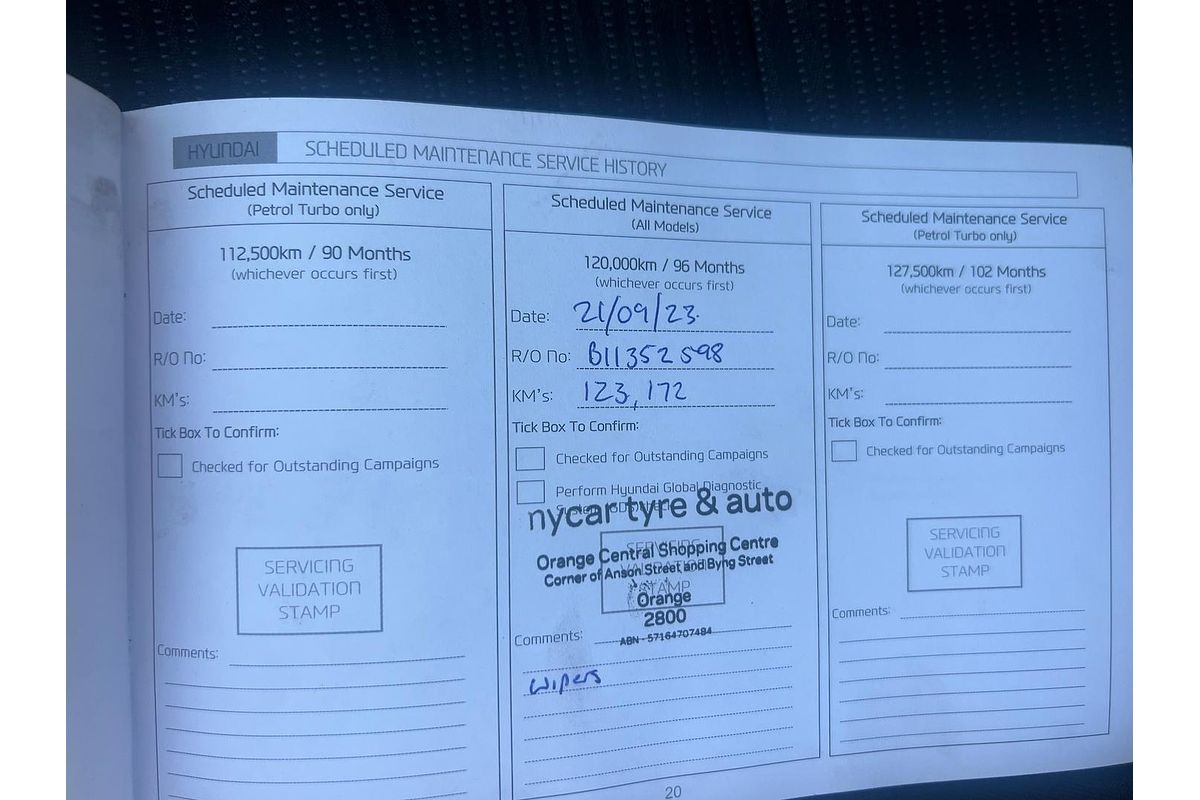 HYUNDAI SCHEDULED MAINTENANCE SERVICE HISTORY
Scheduled Maintenance Service
(Petrol Turbo only)
112,500km / 90 Months
(whichever occurs first)
Date:
R/O No:
KM's:
Tick Box To Confirm:
Checked for Outstanding Campaigns
SERVICING
VALIDATION
STAMP
Comments:
Scheduled Maintenance Service
(All Models)
120,000km / 96 Months
(whichever occurs first)
Date: 21/09/23
R/O No: B11352598
KM's: 123,172
Tick Box To Confirm:
Checked for Outstanding Campaigns
Perform Hyundai Global Diagnostic
mycar tyre & auto
Orange Central Shopping Centre
Corner of Anson Street and Byng Street
STAMP
Orange
2800
ABN - 57164707484
Comments:
wipers
Scheduled Maintenance Service
(Petrol Turbo only)
127,500km / 102 Months
(whichever occurs first)
Date:
R/O No:
KM's:
Tick Box To Confirm:
Checked for Outstanding Campaigns
SERVICING
VALIDATION
STAMP
Comments:
20